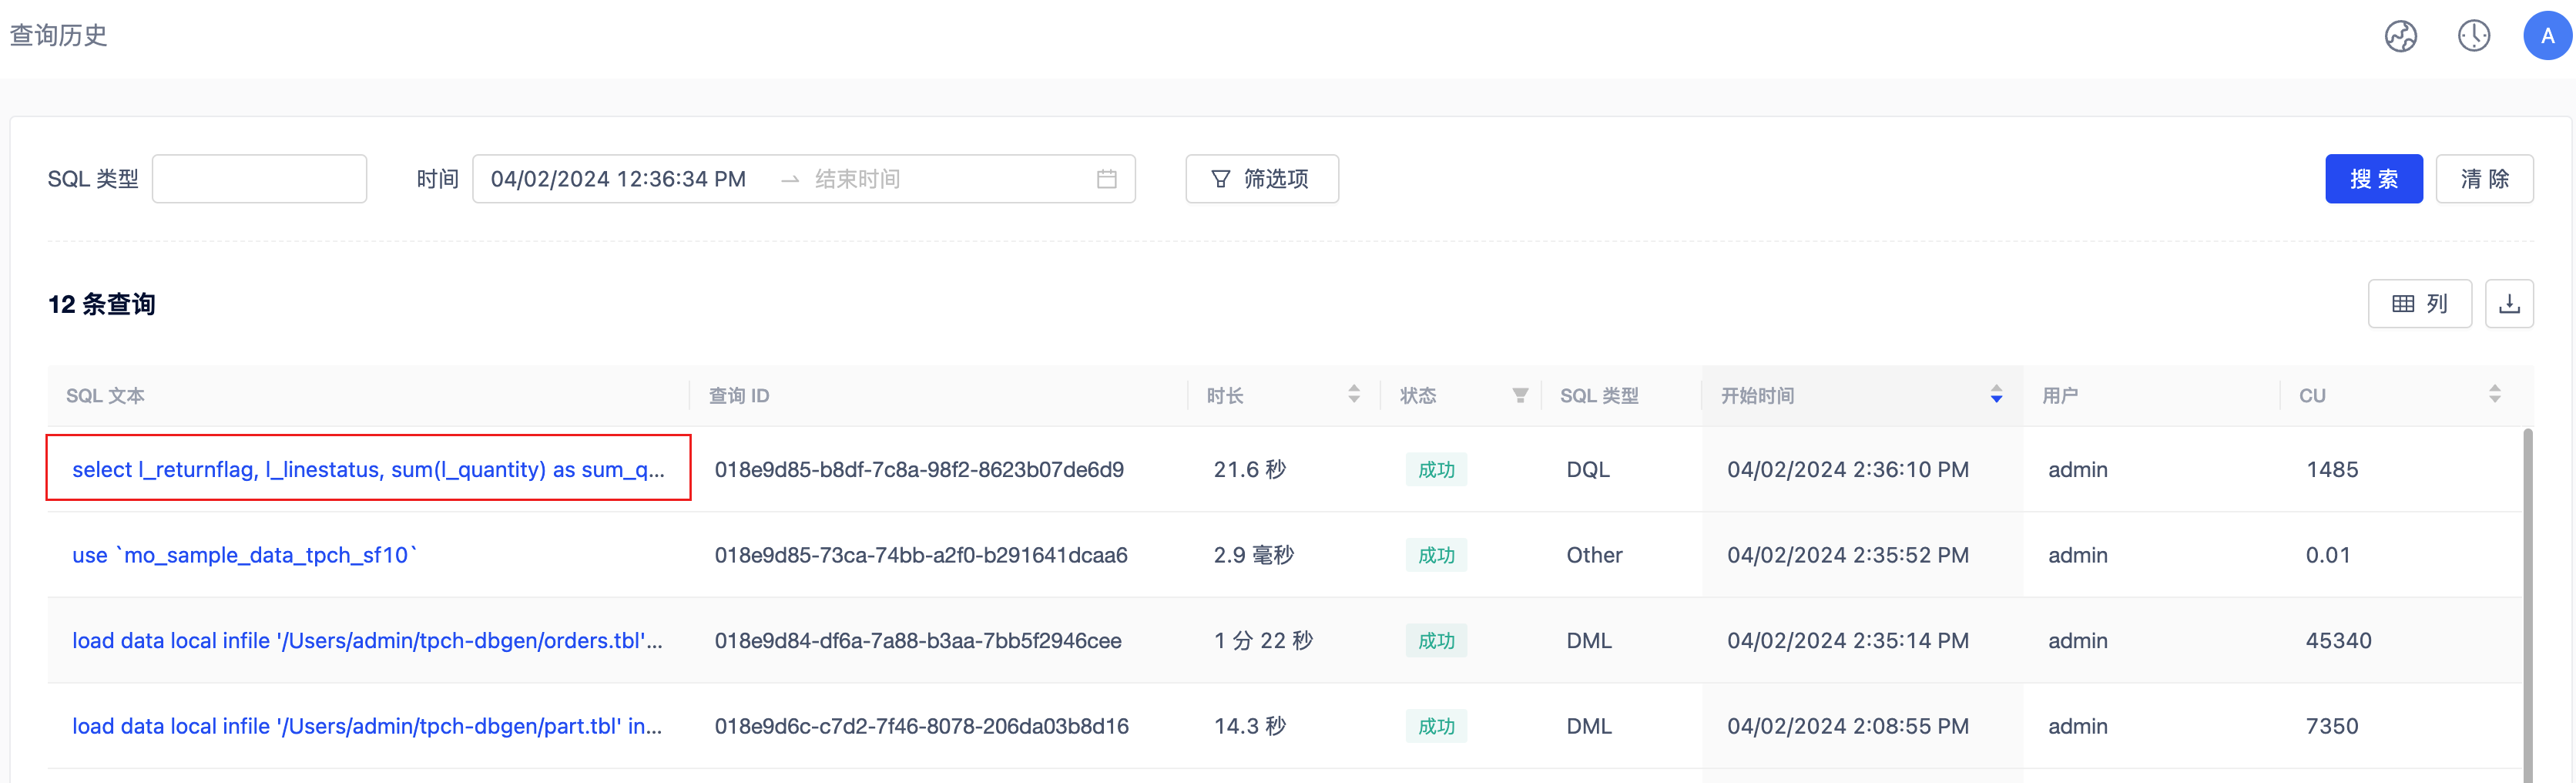 查询历史
A
SQL 类型
时间 04/02/2024 12:36:34 PM 结束时间
筛选项
搜 索
清 除
12 条查询
列
SQL 文本 查询 ID 时长 状态 SQL 类型 开始时间 用户 CU
select l_returnflag, l_linestatus, sum(l_quantity) as sum_q... 018e9d85-b8df-7c8a-98f2-8623b07de6d9 21.6 秒 成功 DQL 04/02/2024 2:36:10 PM admin 1485
use `mo_sample_data_tpch_sf10` 018e9d85-73ca-74bb-a2f0-b291641dcaa6 2.9 毫秒 成功 Other 04/02/2024 2:35:52 PM admin 0.01
load data local infile '/Users/admin/tpch-dbgen/orders.tbl'... 018e9d84-df6a-7a88-b3aa-7bb5f2946cee 1 分 22 秒 成功 DML 04/02/2024 2:35:14 PM admin 45340
load data local infile '/Users/admin/tpch-dbgen/part.tbl' in... 018e9d6c-c7d2-7f46-8078-206da03b8d16 14.3 秒 成功 DML 04/02/2024 2:08:55 PM admin 7350